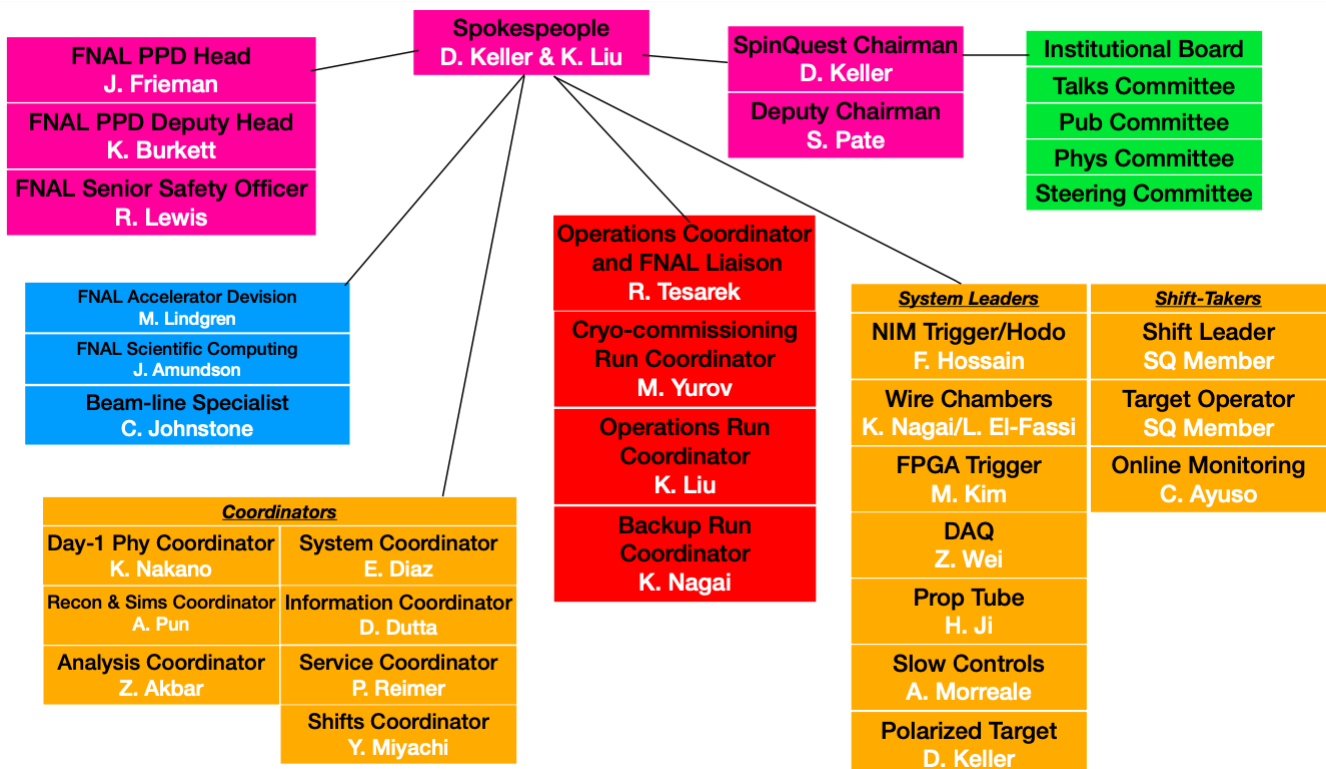 Spokespeople
D. Keller & K. Liu
FNAL PPD Head
J. Frieman
FNAL PPD Deputy Head
K. Burkett
FNAL Senior Safety Officer
R. Lewis
SpinQuest Chairman
D. Keller
Deputy Chairman
S. Pate
Institutional Board
Talks Committee
Pub Committee
Phys Committee
Steering Committee
FNAL Accelerator Devision
M. Lindgren
FNAL Scientific Computing
J. Amundson
Beam-line Specialist
C. Johnstone
Operations Coordinator
and FNAL Liaison
R. Tesarek
Cryo-commissioning
Run Coordinator
M. Yurov
Operations Run
Coordinator
K. Liu
Backup Run
Coordinator
K. Nagai
System Leaders
NIM Trigger/Hodo
F. Hossain
Wire Chambers
K. Nagai/L. El-Fassi
FPGA Trigger
M. Kim
DAQ
Z. Wei
Prop Tube
H. Ji
Slow Controls
A. Morreale
Polarized Target
D. Keller
Shift-Takers
Shift Leader
SQ Member
Target Operator
SQ Member
Online Monitoring
C. Ayuso
Coordinators
Day-1 Phy Coordinator
K. Nakano
Recon & Sims Coordinator
A. Pun
Analysis Coordinator
Z. Akbar
System Coordinator
E. Diaz
Information Coordinator
D. Dutta
Service Coordinator
P. Reimer
Shifts Coordinator
Y. Miyachi